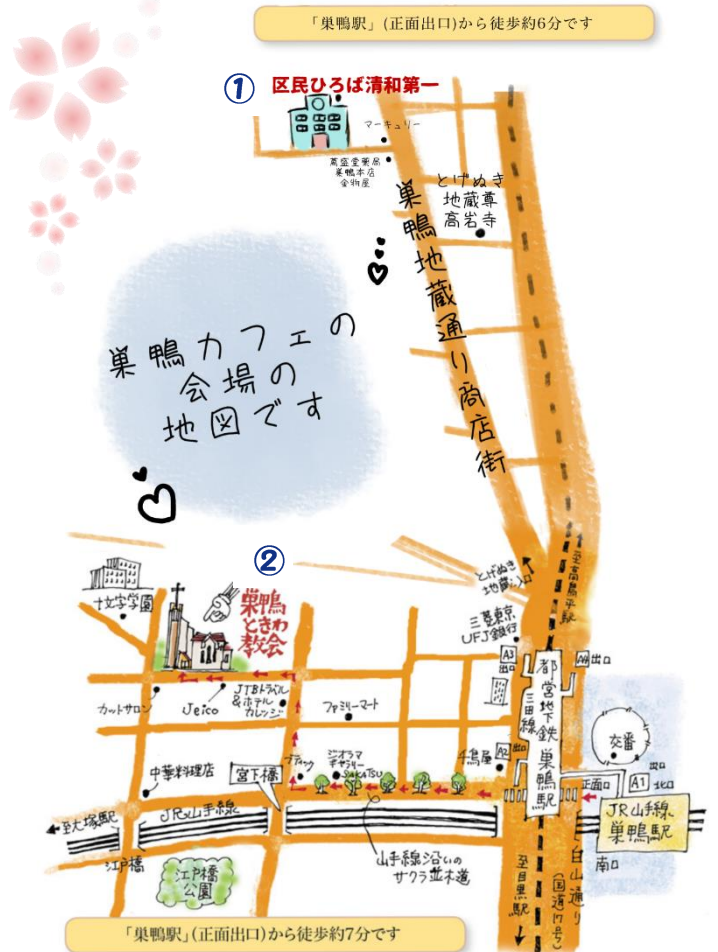 「巣鴨駅」(正面出口)から徒歩約6分です
①
区民ひろば清和第一
マーキュリー
高盛堂薬局
巣鴨本店
金物屋
とげぬき
地蔵尊
高岩寺
巣鴨地蔵通り商店街
巣鴨カフェの
会場の
地図です
②
至高島平駅
とげぬき
地蔵入口
十文字学園
巣鴨
ときわ
教会
三菱東京
UFJ銀行
A3
出口
A4
出口
都営地下鉄
三田線
巣鴨駅
カットサロン
Jeico
JTBトラベル
&ホテル
カレッジ
ファミリーマート
交番
千鳥屋
A2
出口
ジオラマ
ギャラリー
SAKATSU
中華料理店
宮下橋
正面口
A1
出口
北口
JR山手線
巣鴨駅
←至大塚駅
JR山手線
江戸橋
山手線沿いの
サクラ並木道
南口
江戸橋
公園
至目黒駅
白山通り
(国道17号)
「巣鴨駅」(正面出口)から徒歩約7分です